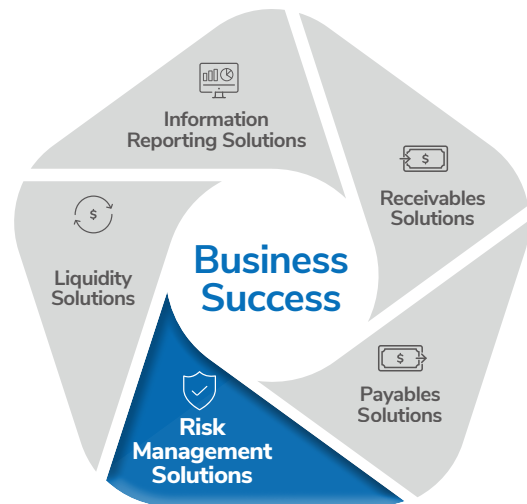 Information
Reporting Solutions
$
Receivables
Solutions
$
Liquidity
Solutions
Business
Success
$
Payables
Solutions
Risk
Management
Solutions